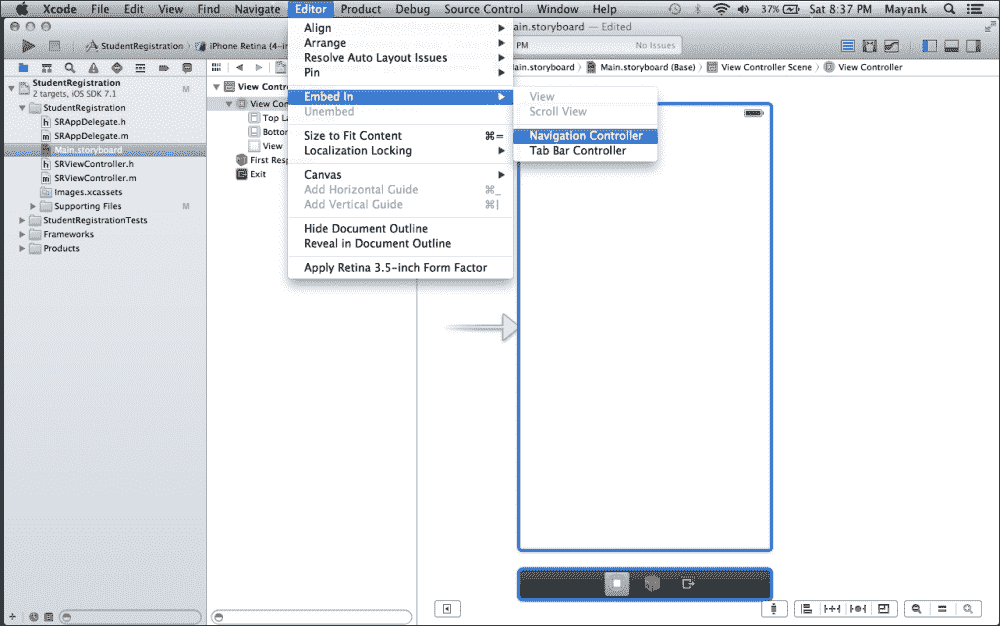 Xcode File Edit View Find Navigate Editor Product Debug Source Control Window Help 37% Sat 8:37 PM Mayank
ain.storyboard — Edited
StudentRegistration iPhone Retina (4-i
PM No Issues
ain.storyboard Main.storyboard (Base) View Controller Scene View Controller
StudentRegistration
2 targets, iOS SDK 7.1
M
StudentRegistration
SRAppDelegate.h
SRAppDelegate.m
Main.storyboard
SRViewController.h
SRViewController.m
Images.xcassets
Supporting Files M
StudentRegistrationTests
Frameworks
Products
View Contr
View Con
Top La
Bottor
View
First Resp
Exit
Align
Arrange
Resolve Auto Layout Issues
Pin
Embed In
Unembed
Size to Fit Content ⌘=
Localization Locking
Canvas
Add Horizontal Guide ⌘_
Add Vertical Guide ⌘|
Hide Document Outline
Reveal in Document Outline
Apply Retina 3.5-inch Form Factor
View
Scroll View
Navigation Controller
Tab Bar Controller